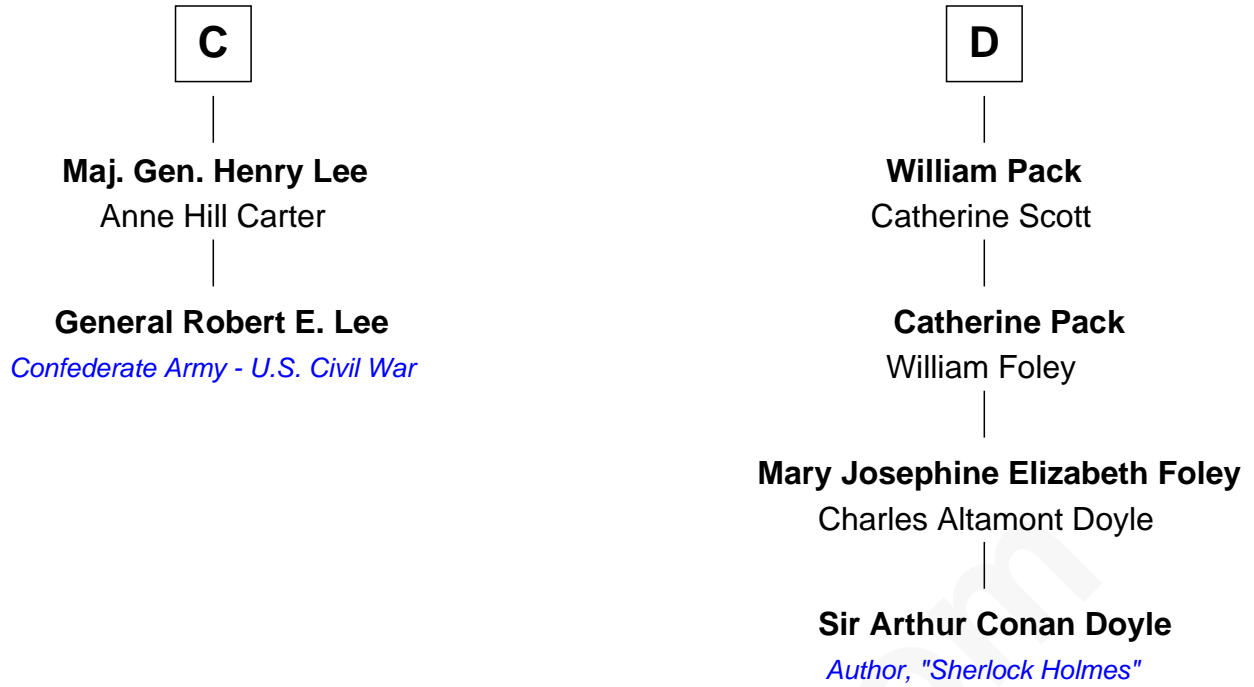 C
Maj. Gen. Henry Lee
Anne Hill Carter
General Robert E. Lee
Confederate Army - U.S. Civil War
D
William Pack
Catherine Scott
Catherine Pack
William Foley
Mary Josephine Elizabeth Foley
Charles Altamont Doyle
Sir Arthur Conan Doyle
Author, "Sherlock Holmes"